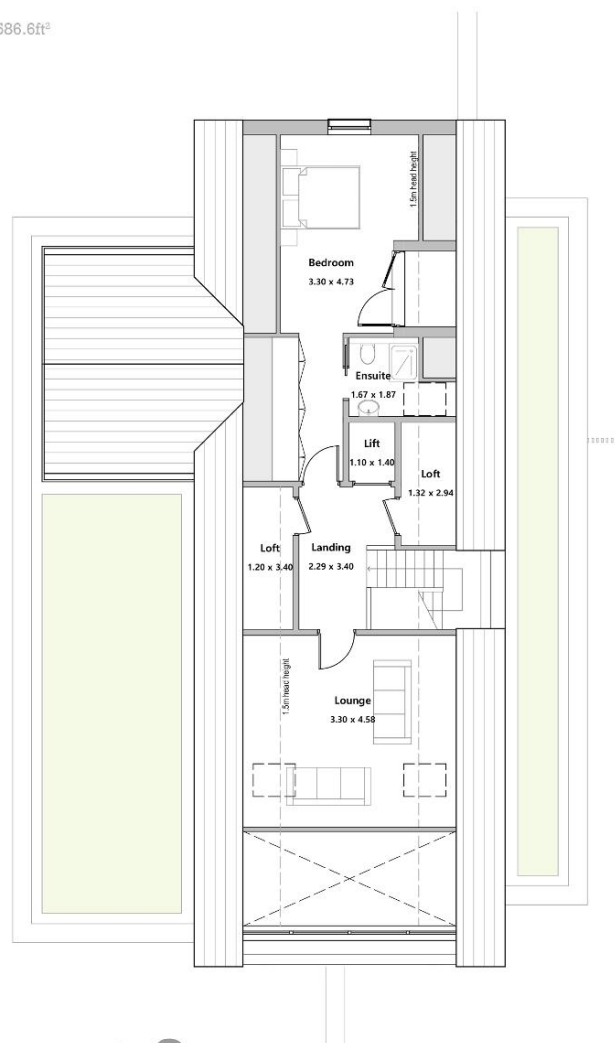 686.6ft²
1.5m head height
Bedroom
3.30 x 4.73
Ensuite
1.67 x 1.87
Lift
1.10 x 1.40
Loft
1.32 x 2.94
Loft
1.20 x 3.40
Landing
2.29 x 3.40
1.5m head height
Lounge
3.30 x 4.58